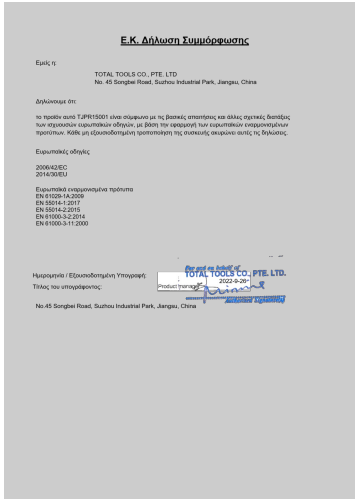 Ε.Κ. Δήλωση Συμμόρφωσης
Εμείς η:
TOTAL TOOLS CO., PTE. LTD
No. 45 Songbei Road, Suzhou Industrial Park, Jiangsu, China
Δηλώνουμε ότι:
το προϊόν αυτό TJPR15001 είναι σύμφωνο με τις βασικές απαιτήσεις και άλλες σχετικές διατάξεις
των ισχυουσών ευρωπαϊκών οδηγών, με βάση την εφαρμογή των ευρωπαϊκών εναρμονισμένων
προτύπων. Κάθε μη εξουσιοδοτημένη τροποποίηση της συσκευής ακυρώνει αυτές τις δηλώσεις.
Ευρωπαϊκές οδηγίες
2006/42/EC
2014/30/EU
Ευρωπαϊκά εναρμονισμένα πρότυπα
EN 61029-1A:2009
EN 55014-1:2017
EN 55014-2:2015
EN 61000-3-2:2014
EN 61000-3-11:2000
For and on behalf of
Ημερομηνία / Εξουσιοδοτημένη Υπογραφή:
TOTAL TOOLS CO., PTE. LTD.
2022-9-26
Τίτλος του υπογράφοντος:
Product manager
Authorized Signature(s)
No.45 Songbei Road, Suzhou Industrial Park, Jiangsu, China